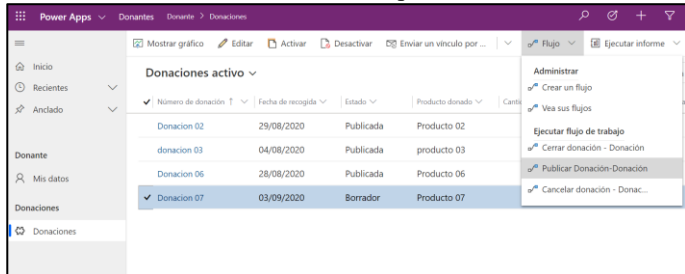 Power Apps Donantes Donante > Donaciones
Mostrar gráfico Editar Activar Desactivar Enviar un vínculo por ... Flujo Ejecutar informe
Inicio
Recientes
Anclado
Donante
Mis datos
Donaciones
Donaciones
Donaciones activo
Número de donación ↑ Fecha de recogida Estado Producto donado
Donacion 02 29/08/2020 Publicada Producto 02
donacion 03 04/08/2020 Publicada producto 03
Donacion 06 28/08/2020 Publicada Producto 06
Donacion 07 03/09/2020 Borrador Producto 07
Administrar
Crear un flujo
Vea sus flujos
Ejecutar flujo de trabajo
Cerrar donación - Donación
Publicar Donación-Donación
Cancelar donación - Donac...